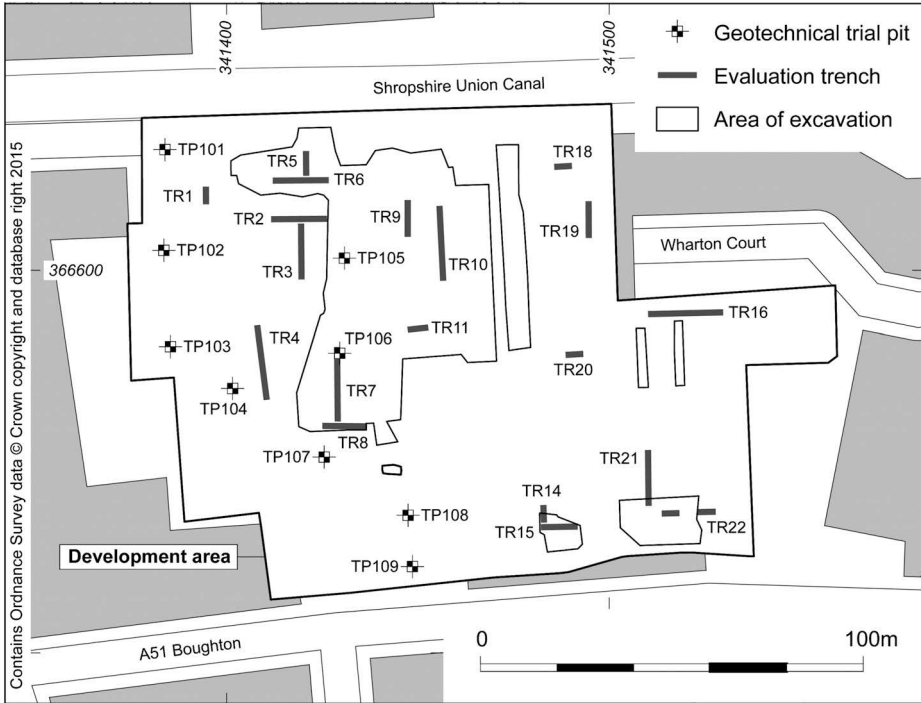 341400
341500
Geotechnical trial pit
Evaluation trench
Area of excavation
Shropshire Union Canal
TP101
TR5
TR6
TR18
TR1
TR2
TR9
TR19
TP102
TR3
TP105
TR10
Wharton Court
366600
TR16
TR11
TP103
TR4
TP106
TR20
TP104
TR7
TR8
TP107
TR21
TR14
TP108
TR15
TR22
Development area
TP109
A51 Boughton
0
100m
Contains Ordnance Survey data © Crown copyright and database right 2015